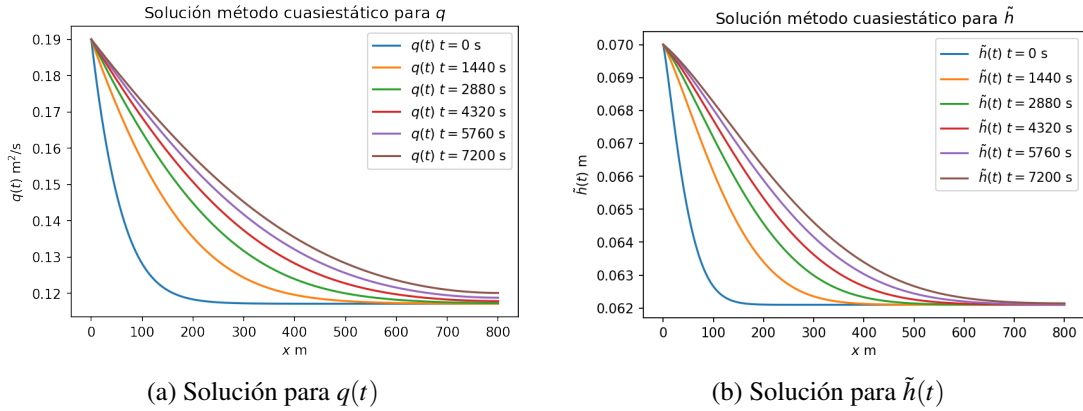 Solución método cuasiestático para q
0.19
0.18
0.17
0.16
0.15
0.14
0.13
0.12
q(t) m²/s
q(t) t = 0 s
q(t) t = 1440 s
q(t) t = 2880 s
q(t) t = 4320 s
q(t) t = 5760 s
q(t) t = 7200 s
0 100 200 300 400 500 600 700 800
x m
(a) Solución para q(t)
Solución método cuasiestático para h̃
0.070
0.069
0.068
0.067
0.066
0.065
0.064
0.063
0.062
h̃(t) m
h̃(t) t = 0 s
h̃(t) t = 1440 s
h̃(t) t = 2880 s
h̃(t) t = 4320 s
h̃(t) t = 5760 s
h̃(t) t = 7200 s
0 100 200 300 400 500 600 700 800
x m
(b) Solución para h̃(t)